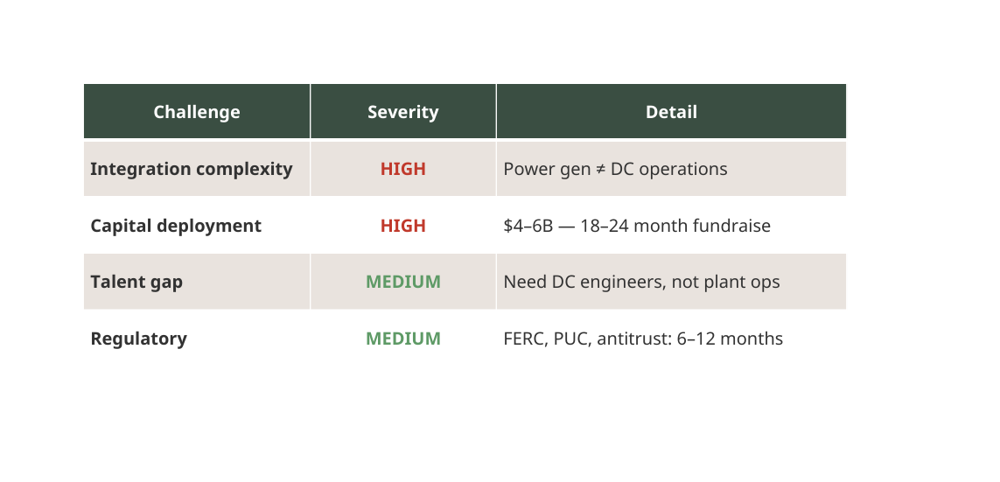 Challenge Severity Detail
Integration complexity HIGH Power gen ≠ DC operations
Capital deployment HIGH $4–6B — 18–24 month fundraise
Talent gap MEDIUM Need DC engineers, not plant ops
Regulatory MEDIUM FERC, PUC, antitrust: 6–12 months